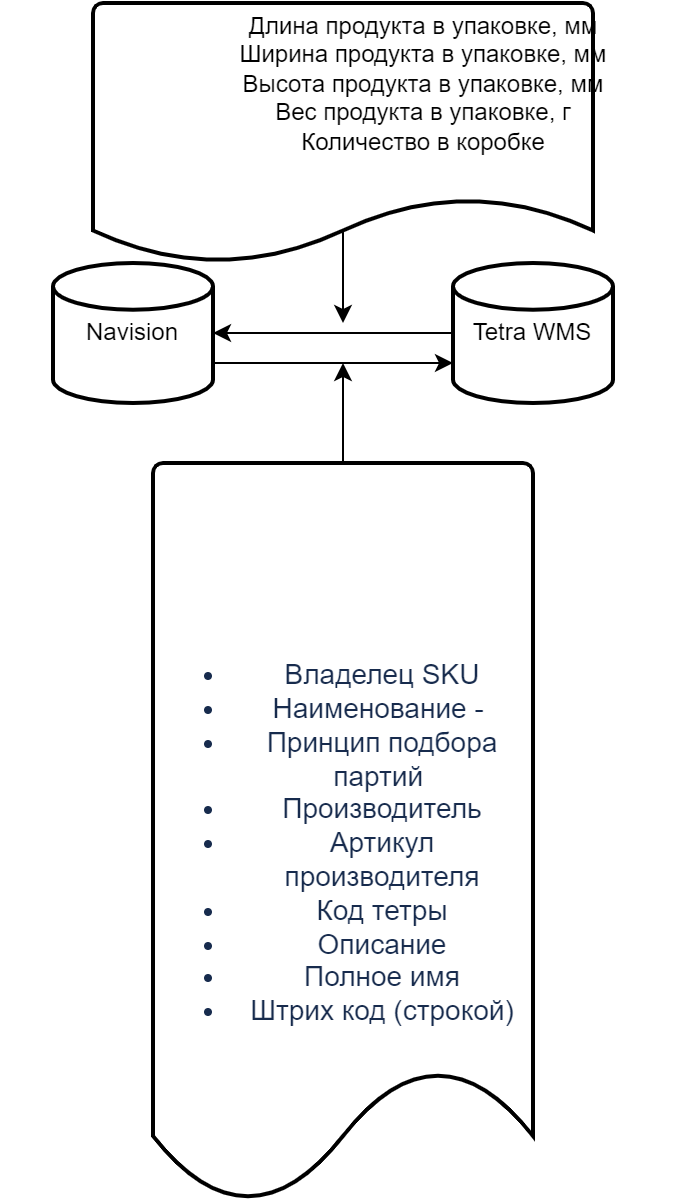 Длина продукта в упаковке, мм
Ширина продукта в упаковке, мм
Высота продукта в упаковке, мм
Вес продукта в упаковке, г
Количество в коробке
Navision
Tetra WMS
• Владелец SKU
• Наименование -
• Принцип подбора
партий
• Производитель
• Артикул
производителя
• Код тетры
• Описание
• Полное имя
• Штрих код (строкой)